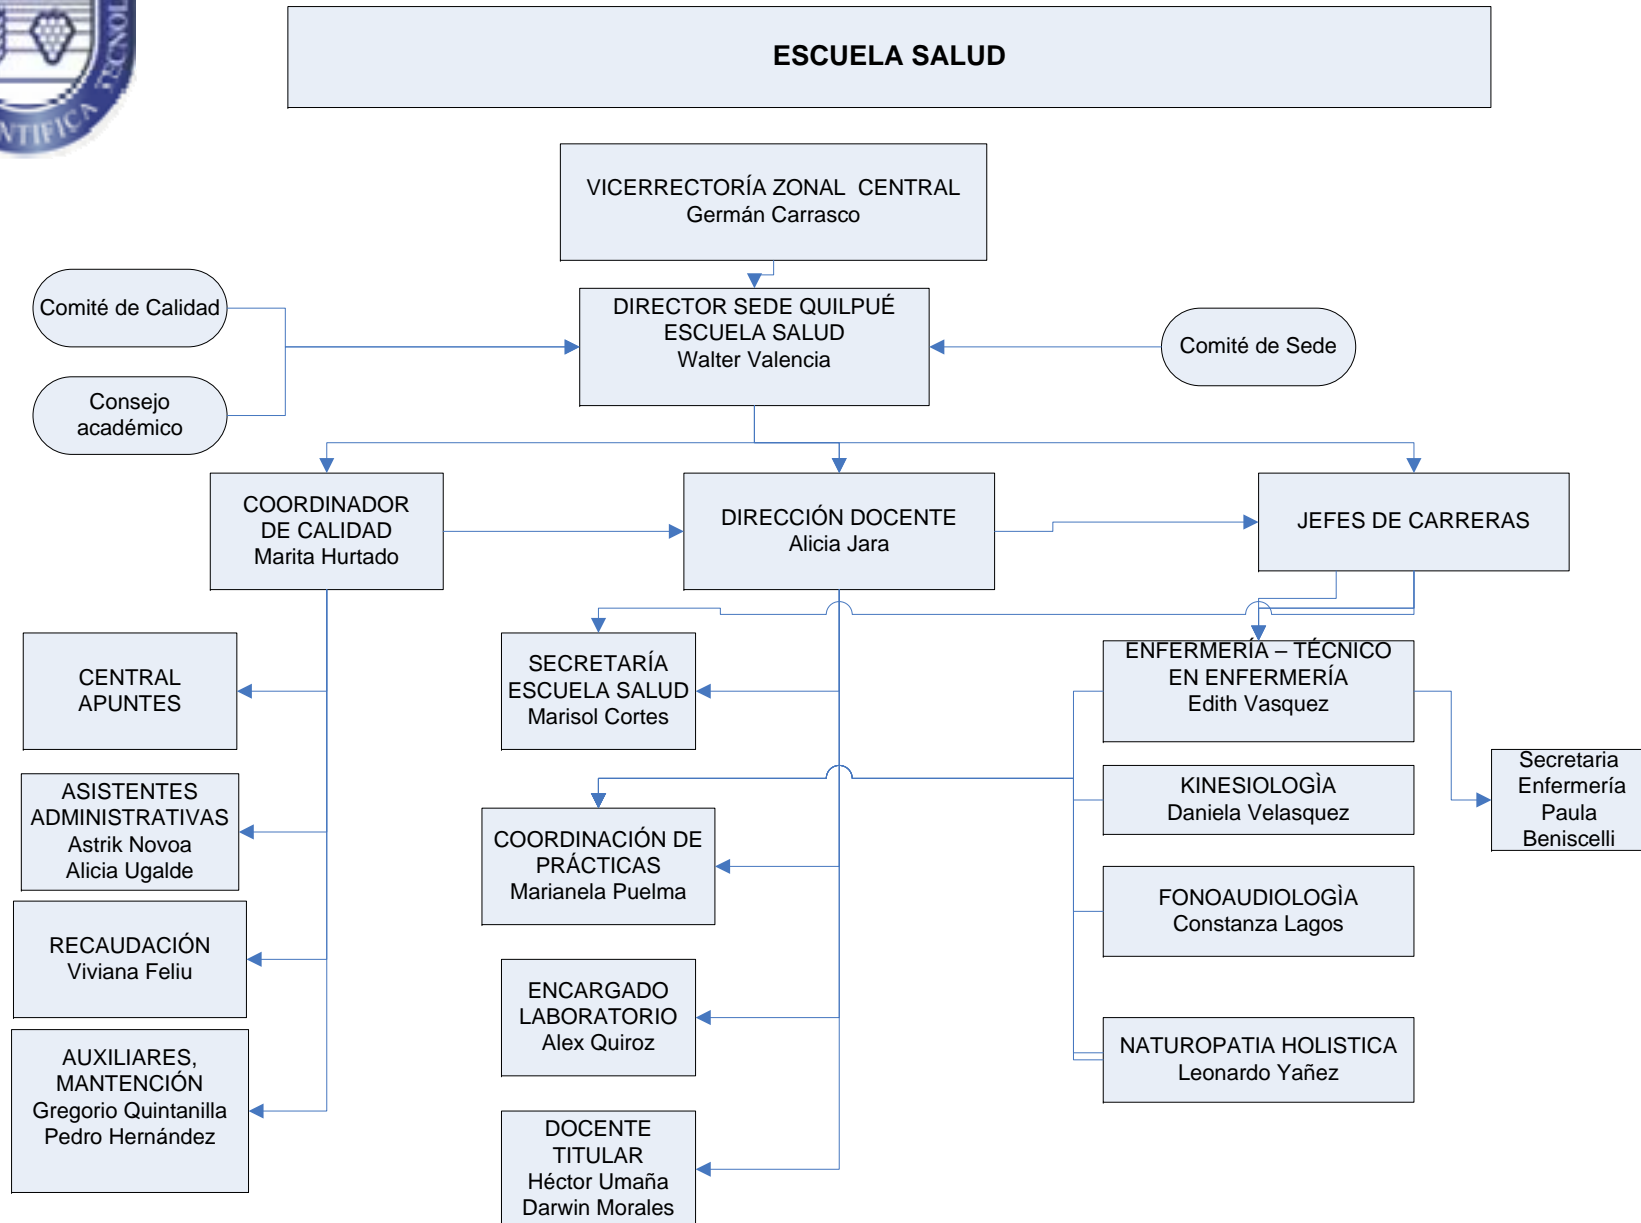 ESCUELA SALUD
VICERRECTORÍA ZONAL CENTRAL
Germán Carrasco
Comité de Calidad
DIRECTOR SEDE QUILPUÉ
ESCUELA SALUD
Walter Valencia
Comité de Sede
Consejo
académico
COORDINADOR
DE CALIDAD
Marita Hurtado
DIRECCIÓN DOCENTE
Alicia Jara
JEFES DE CARRERAS
CENTRAL
APUNTES
SECRETARÍA
ESCUELA SALUD
Marisol Cortes
ENFERMERÍA – TÉCNICO
EN ENFERMERÍA
Edith Vasquez
Secretaria
Enfermería
Paula
Beniscelli
ASISTENTES
ADMINISTRATIVAS
Astrik Novoa
Alicia Ugalde
COORDINACIÓN DE
PRÁCTICAS
Marianela Puelma
KINESIOLOGÌA
Daniela Velasquez
RECAUDACIÓN
Viviana Feliu
FONOAUDIOLOGÌA
Constanza Lagos
ENCARGADO
LABORATORIO
Alex Quiroz
NATUROPATIA HOLISTICA
Leonardo Yañez
AUXILIARES,
MANTENCIÓN
Gregorio Quintanilla
Pedro Hernández
DOCENTE
TITULAR
Héctor Umaña
Darwin Morales